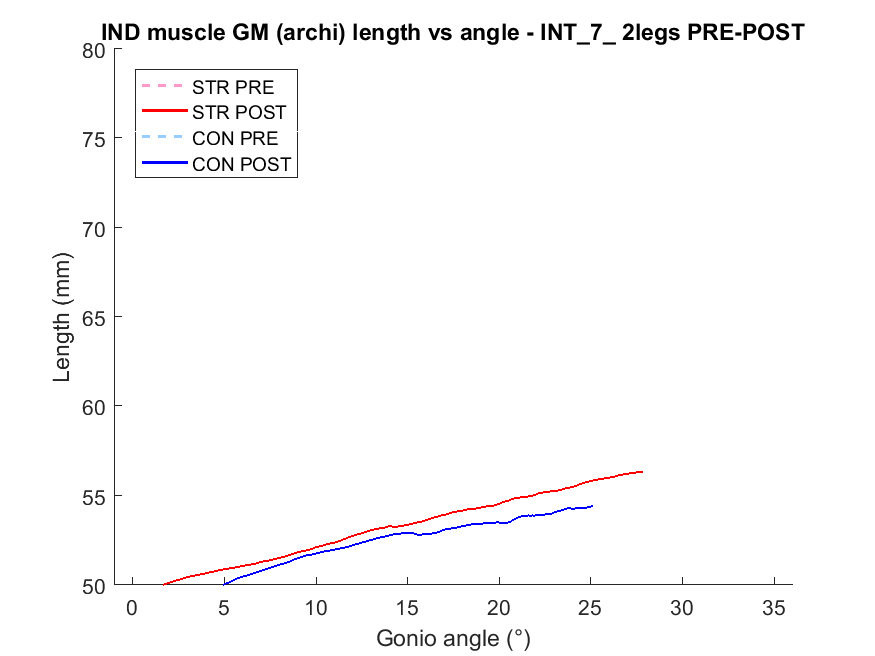 IND muscle GM (archi) length vs angle - INT_7_ 2legs PRE-POST
80
75
70
65
60
55
50
Length (mm)
STR PRE
STR POST
CON PRE
CON POST
0 5 10 15 20 25 30 35
Gonio angle (°)